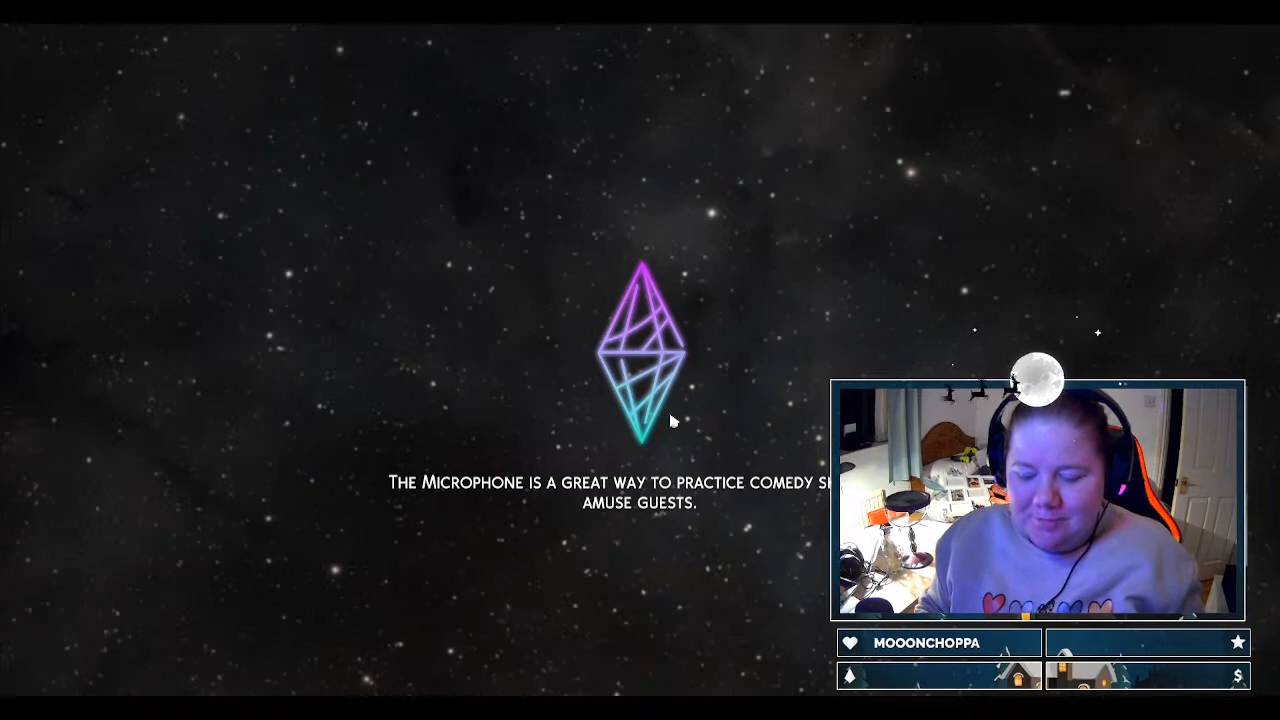 THE MICROPHONE IS A GREAT WAY TO PRACTICE COMEDY
AMUSE GUESTS.
MOOONCHOPPA
$